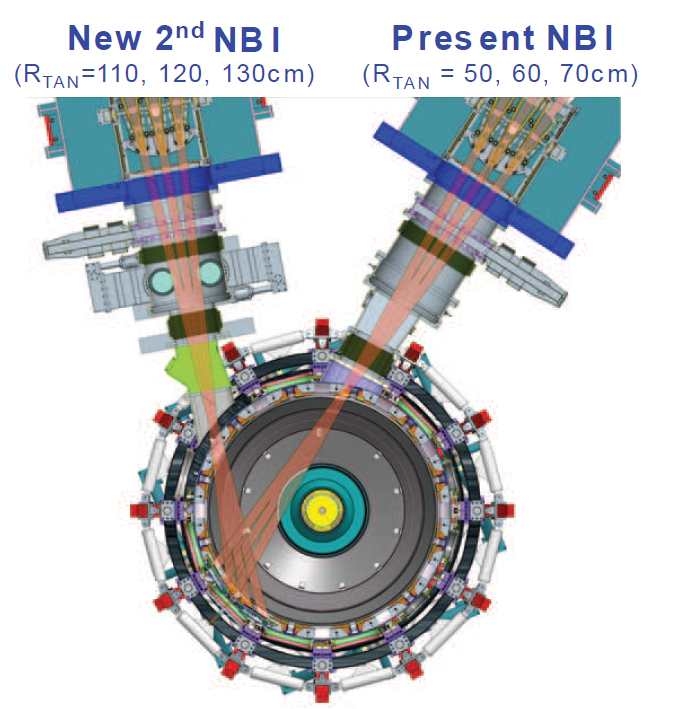 New 2nd NBI
(RTAN=110, 120, 130cm)
Present NBI
(RTAN = 50, 60, 70cm)